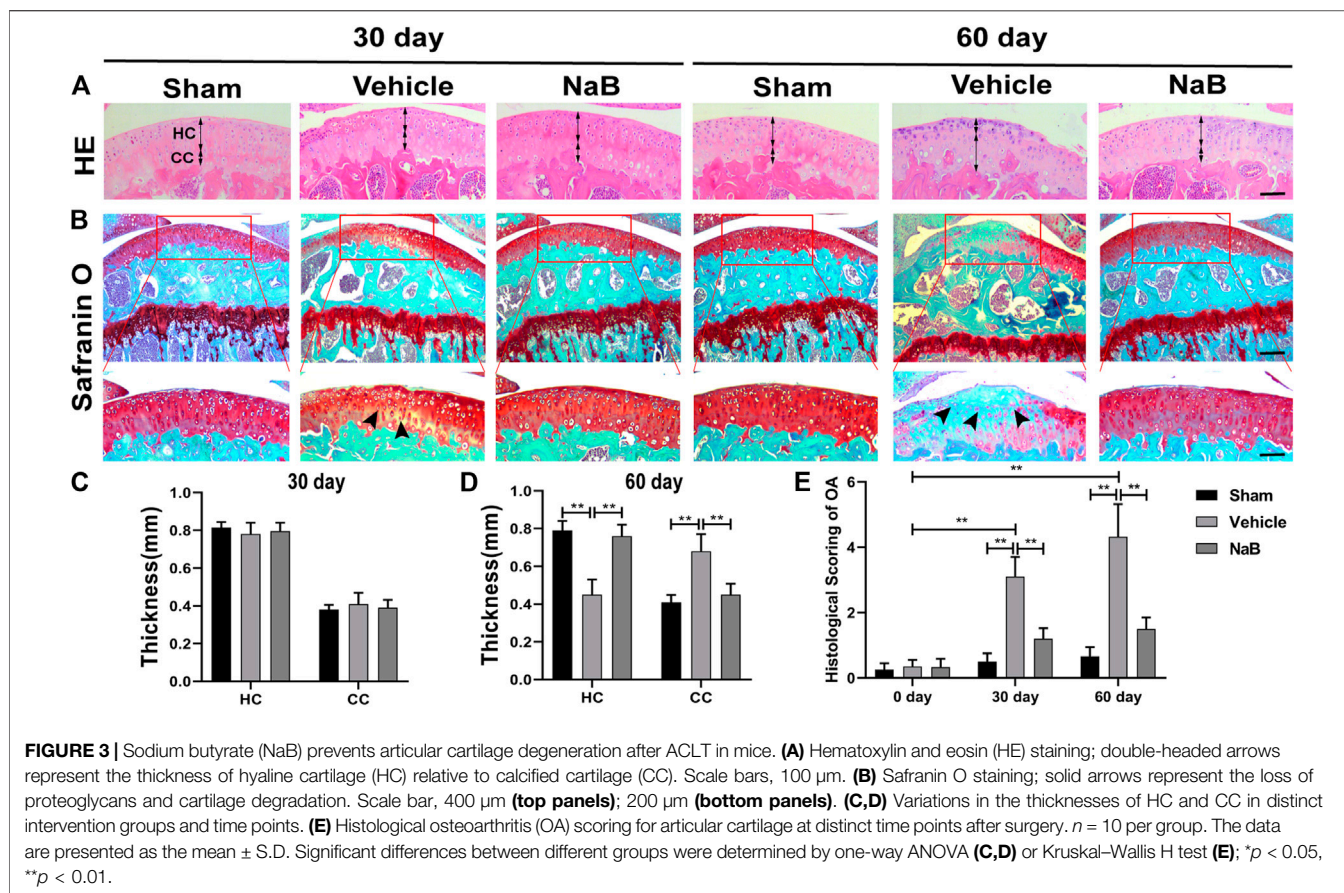 30 day
60 day
A
Sham
Vehicle
NaB
Sham
Vehicle
NaB
HE
HC
CC
B
Safranin O
C
30 day
Thickness(mm)
1.0
0.8
0.6
0.4
0.2
0.0
HC
CC
D
60 day
Thickness(mm)
1.0
0.8
0.6
0.4
0.2
0.0
**
**
**
**
HC
CC
E
Histological Scoring of OA
6
4
2
0
**
**
**
**
**
**
0 day
30 day
60 day
Sham
Vehicle
NaB
FIGURE 3 | Sodium butyrate (NaB) prevents articular cartilage degeneration after ACLT in mice. (A) Hematoxylin and eosin (HE) staining; double-headed arrows
represent the thickness of hyaline cartilage (HC) relative to calcified cartilage (CC). Scale bars, 100 μm. (B) Safranin O staining; solid arrows represent the loss of
proteoglycans and cartilage degradation. Scale bar, 400 μm (top panels); 200 μm (bottom panels). (C,D) Variations in the thicknesses of HC and CC in distinct
intervention groups and time points. (E) Histological osteoarthritis (OA) scoring for articular cartilage at distinct time points after surgery. n = 10 per group. The data
are presented as the mean ± S.D. Significant differences between different groups were determined by one-way ANOVA (C,D) or Kruskal–Wallis H test (E); *p < 0.05,
**p < 0.01.